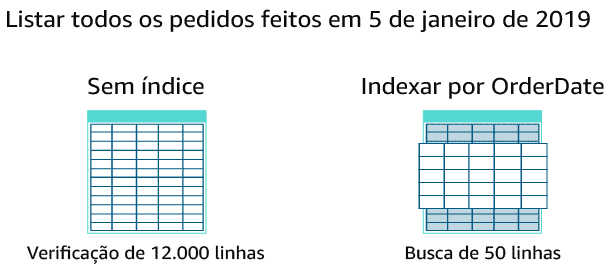 Listar todos os pedidos feitos em 5 de janeiro de 2019
Sem índice
Indexar por OrderDate
Verificação de 12.000 linhas
Busca de 50 linhas